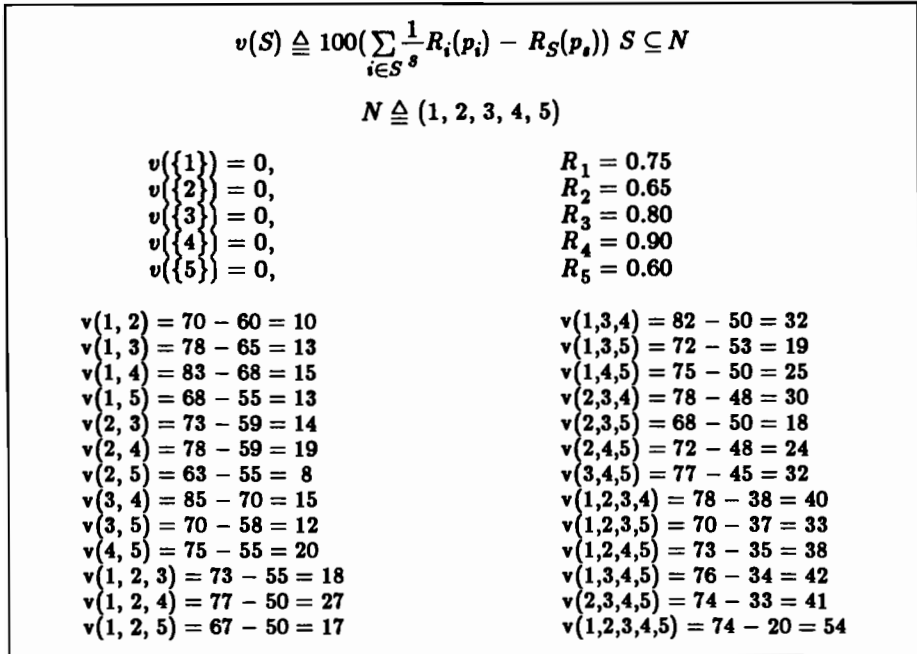 v(S) ≜ 100(∑_{i∈S} 1/s R_i(p_i) − R_S(p_s)) S ⊆ N
N ≜ (1, 2, 3, 4, 5)
v({1}) = 0,
v({2}) = 0,
v({3}) = 0,
v({4}) = 0,
v({5}) = 0,
R_1 = 0.75
R_2 = 0.65
R_3 = 0.80
R_4 = 0.90
R_5 = 0.60
v(1, 2) = 70 − 60 = 10
v(1, 3) = 78 − 65 = 13
v(1, 4) = 83 − 68 = 15
v(1, 5) = 68 − 55 = 13
v(2, 3) = 73 − 59 = 14
v(2, 4) = 78 − 59 = 19
v(2, 5) = 63 − 55 = 8
v(3, 4) = 85 − 70 = 15
v(3, 5) = 70 − 58 = 12
v(4, 5) = 75 − 55 = 20
v(1, 2, 3) = 73 − 55 = 18
v(1, 2, 4) = 77 − 50 = 27
v(1, 2, 5) = 67 − 50 = 17
v(1,3,4) = 82 − 50 = 32
v(1,3,5) = 72 − 53 = 19
v(1,4,5) = 75 − 50 = 25
v(2,3,4) = 78 − 48 = 30
v(2,3,5) = 68 − 50 = 18
v(2,4,5) = 72 − 48 = 24
v(3,4,5) = 77 − 45 = 32
v(1,2,3,4) = 78 − 38 = 40
v(1,2,3,5) = 70 − 37 = 33
v(1,2,4,5) = 73 − 35 = 38
v(1,3,4,5) = 76 − 34 = 42
v(2,3,4,5) = 74 − 33 = 41
v(1,2,3,4,5) = 74 − 20 = 54